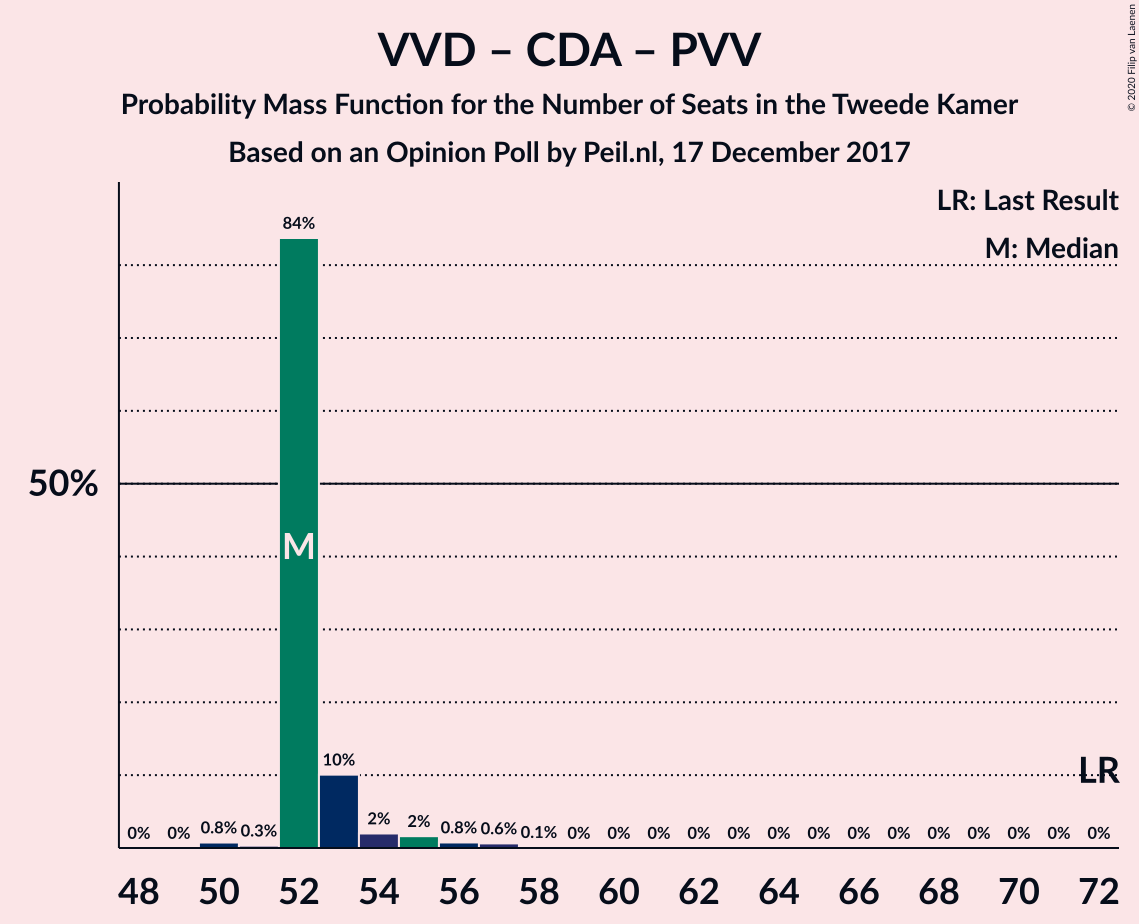 VVD – CDA – PVV
Probability Mass Function for the Number of Seats in the Tweede Kamer
Based on an Opinion Poll by Peil.nl, 17 December 2017
© 2020 Filip van Laenen
LR: Last Result
M: Median
84%
50%
M
10%
LR
0% 0% 0.8% 0.3% 2% 2% 0.8% 0.6% 0.1% 0% 0% 0% 0% 0% 0% 0% 0% 0% 0% 0% 0% 0% 0%
48 50 52 54 56 58 60 62 64 66 68 70 72